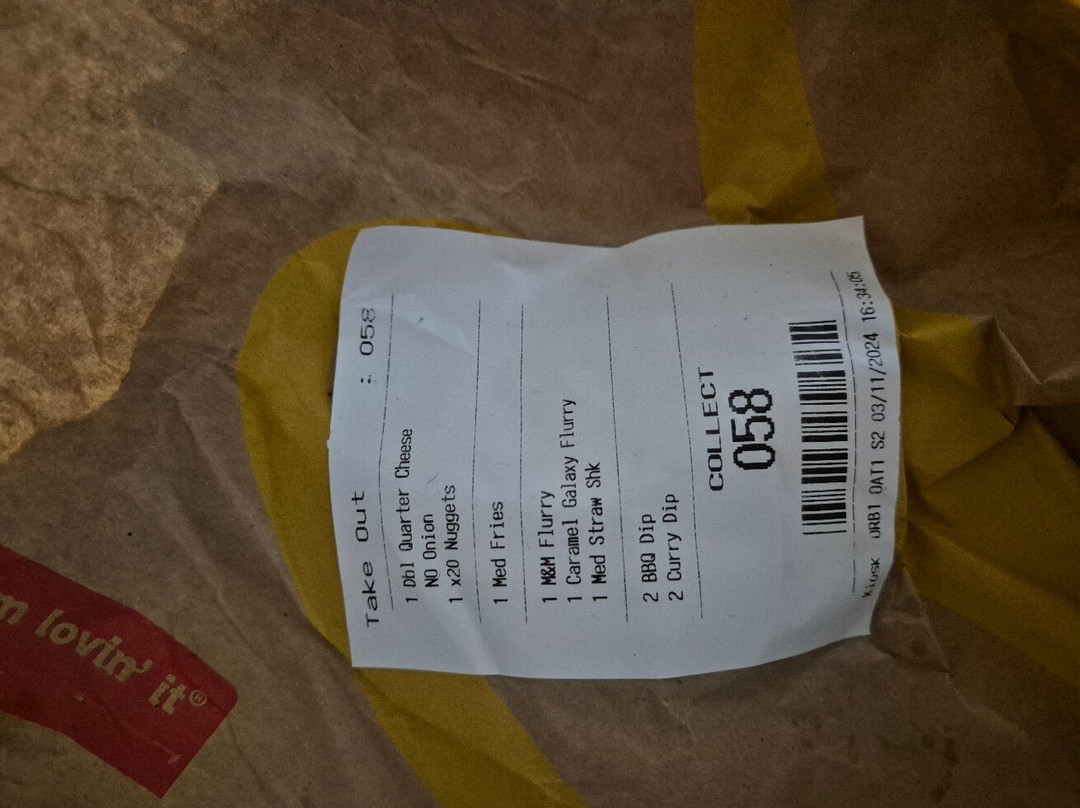 Take Out : 058
1 Dbl Quarter Cheese
NO Onion
1 x20 Nuggets
1 Med Fries
1 M&M Flurry
1 Caramel Galaxy Flurry
1 Med Straw Shk
2 BBQ Dip
2 Curry Dip
COLLECT
058
Kiosk ORB1 OAT1 S2 03/11/2024 16:34:05
m lovin' it®